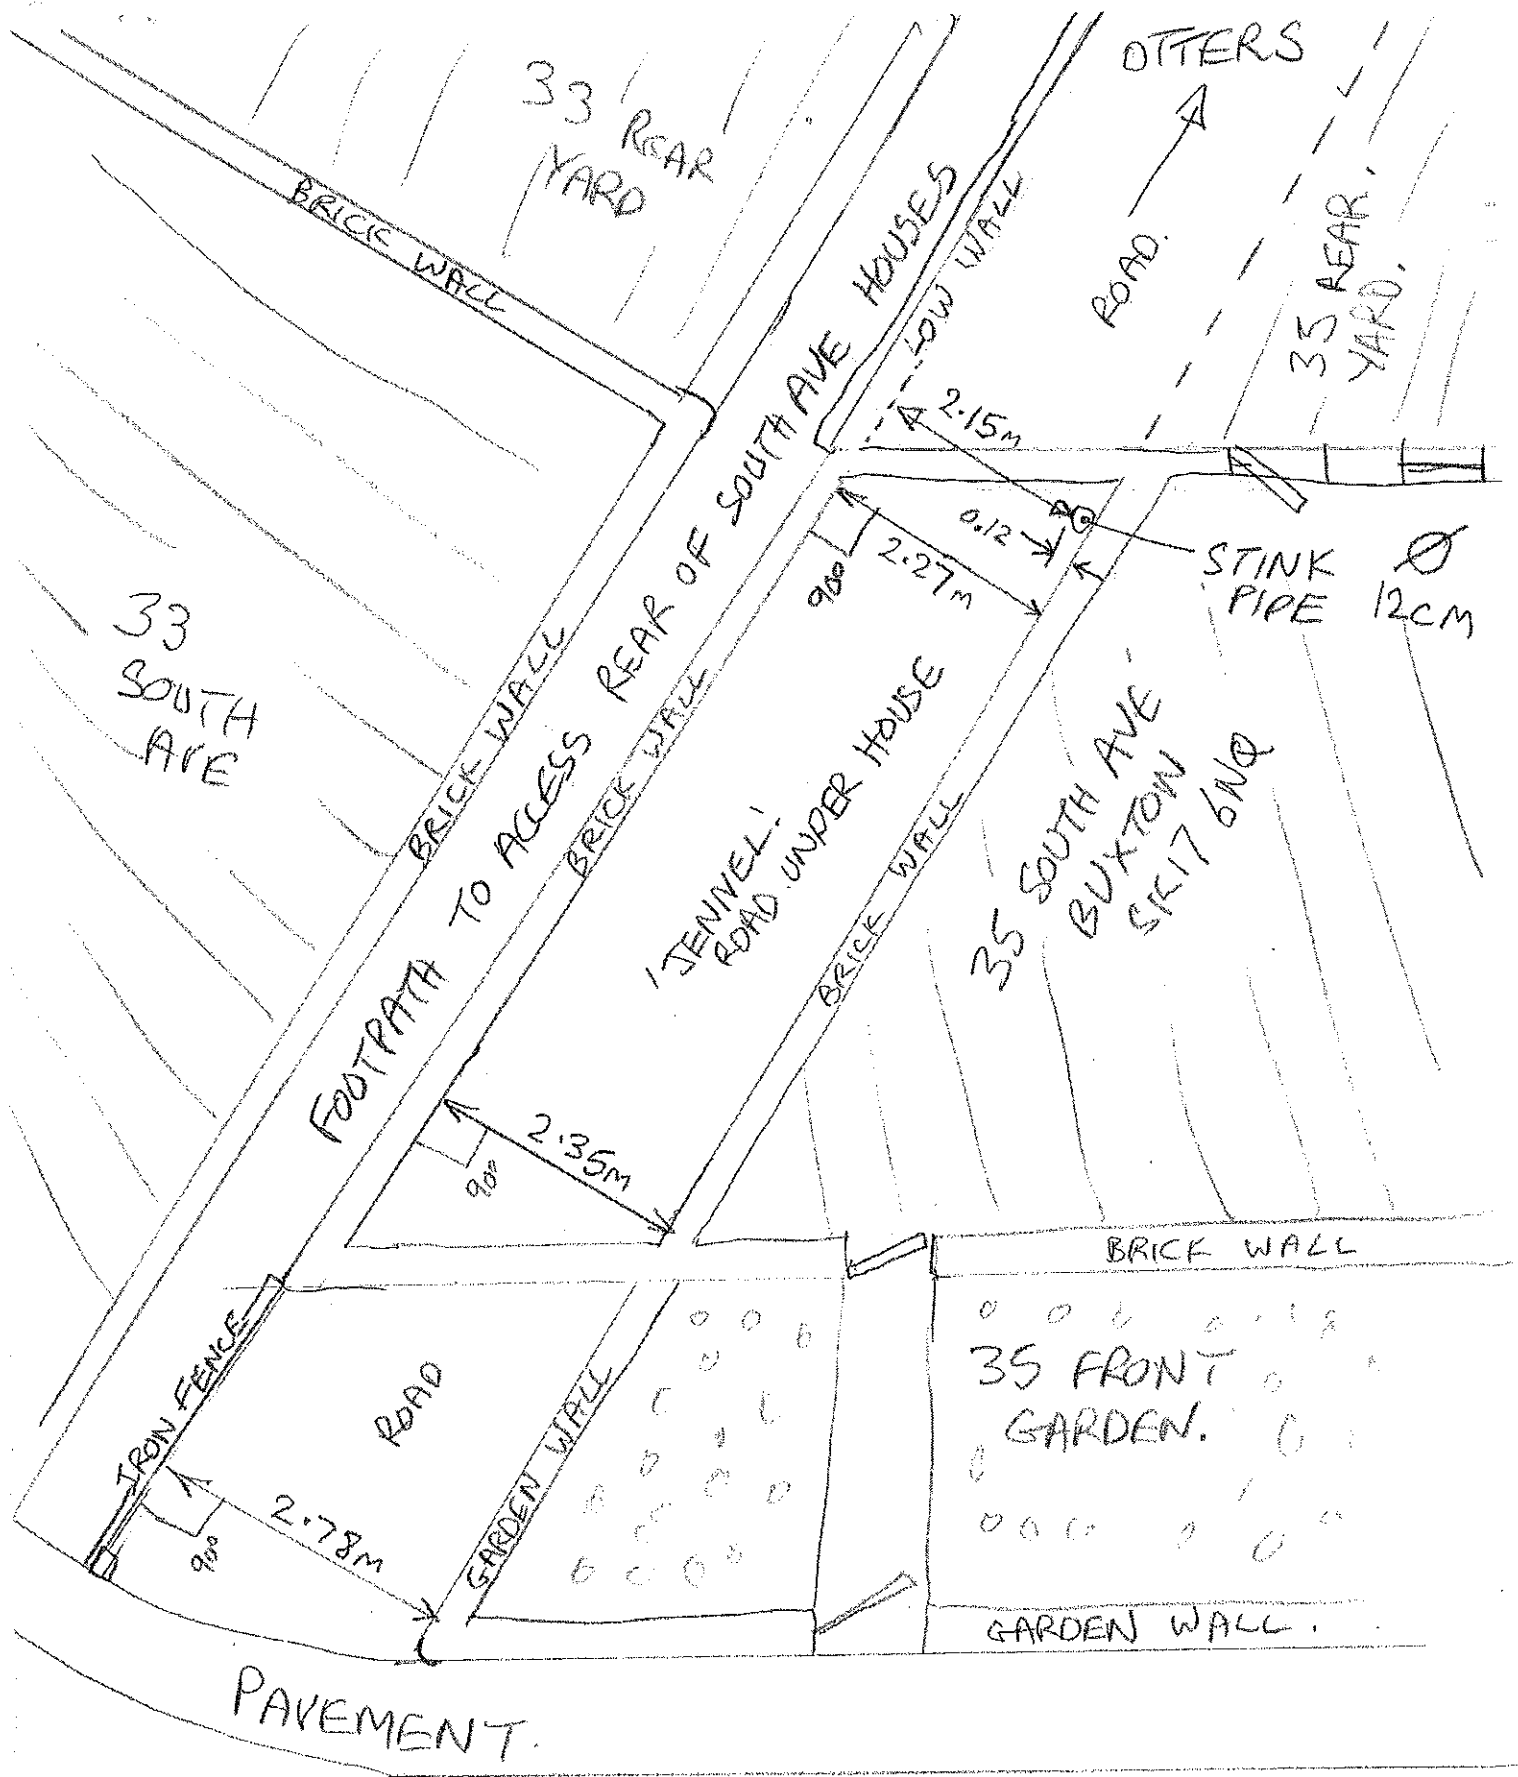 OTTERS
33 REAR
YARD
BRICK WALL
LOW WALL
ROAD.
35 REAR.
YARD.
2.15m
0.12
2.27m
90°
STINK
PIPE
Ø
12CM
33
SOUTH
AVE
BRICK WALL
FOOTPATH TO ACCESS REAR OF SOUTH AVE HOUSES
BRICK WALL
'JENNEL'
ROAD UNDER HOUSE
BRICK WALL
35 SOUTH AVE
BUXTON
SK17 6NQ
2.35m
90°
BRICK WALL
IRON FENCE
ROAD
GARDEN WALL
35 FRONT
GARDEN.
2.78m
90°
GARDEN WALL.
PAVEMENT.